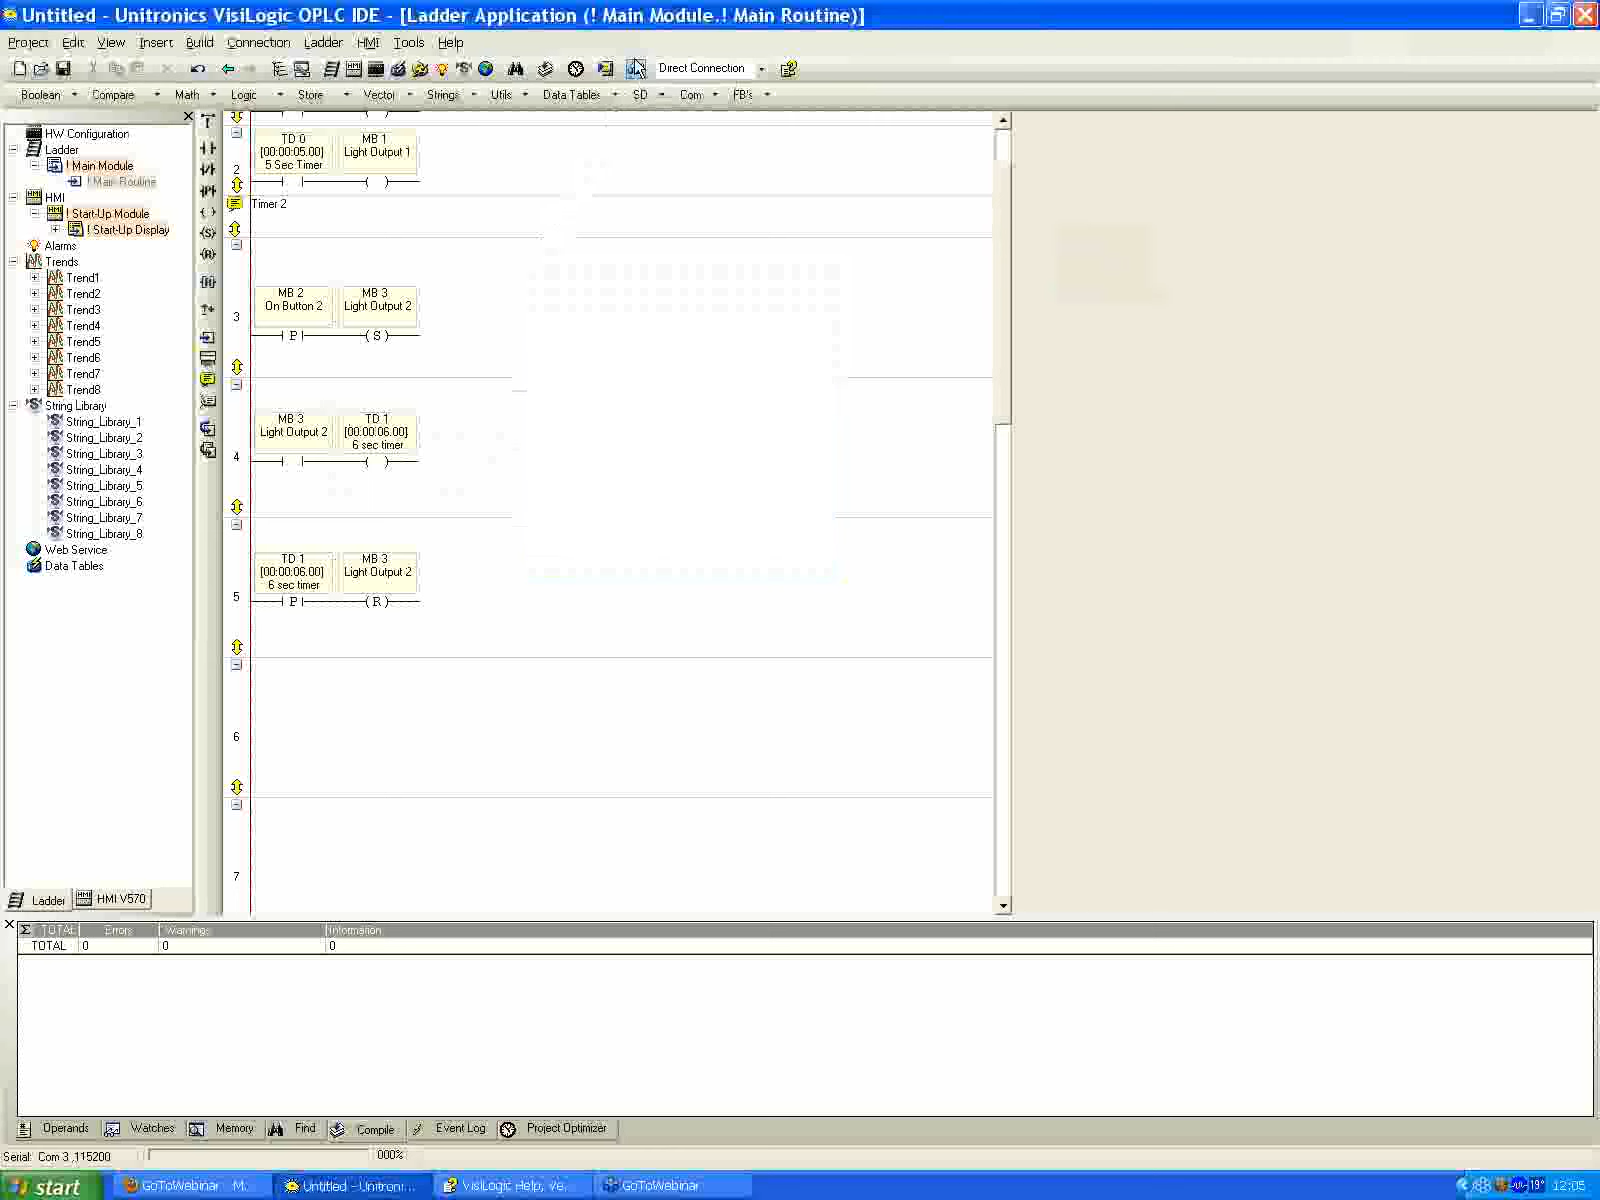 Untitled - Unitronics VisiLogic OPLC IDE - [Ladder Application (! Main Module.! Main Routine)]
Project Edit View Insert Build Connection Ladder HMI Tools Help
Direct Connection
Boolean Compare Math Logic Store Vector Strings Utils Data Tables SD Com FB's
HW Configuration
Ladder
! Main Module
! Main Routine
HMI
! Start-Up Module
! Start-Up Display
Alarms
Trends
Trend1
Trend2
Trend3
Trend4
Trend5
Trend6
Trend7
Trend8
String Library
String_Library_1
String_Library_2
String_Library_3
String_Library_4
String_Library_5
String_Library_6
String_Library_7
String_Library_8
Web Service
Data Tables
Ladder HMI V570
TD 0 MB 1
[00:00:05.00] Light Output 1
5 Sec Timer
2
Timer 2
MB 2 MB 3
On Button 2 Light Output 2
3
P S
MB 3 TD 1
Light Output 2 [00:00:06.00]
6 sec timer
4
TD 1 MB 3
[00:00:06.00] Light Output 2
6 sec timer
5
P R
6
7
Σ TOTAL Errors Warnings Information
TOTAL 0 0 0
Operands Watches Memory Find Compile Event Log Project Optimizer
Serial: Com 3 ,115200 000%
start GoToWebinar M... Untitled - Unitroni... VisiLogic Help, Ve... GoToWebinar 19° 12:05